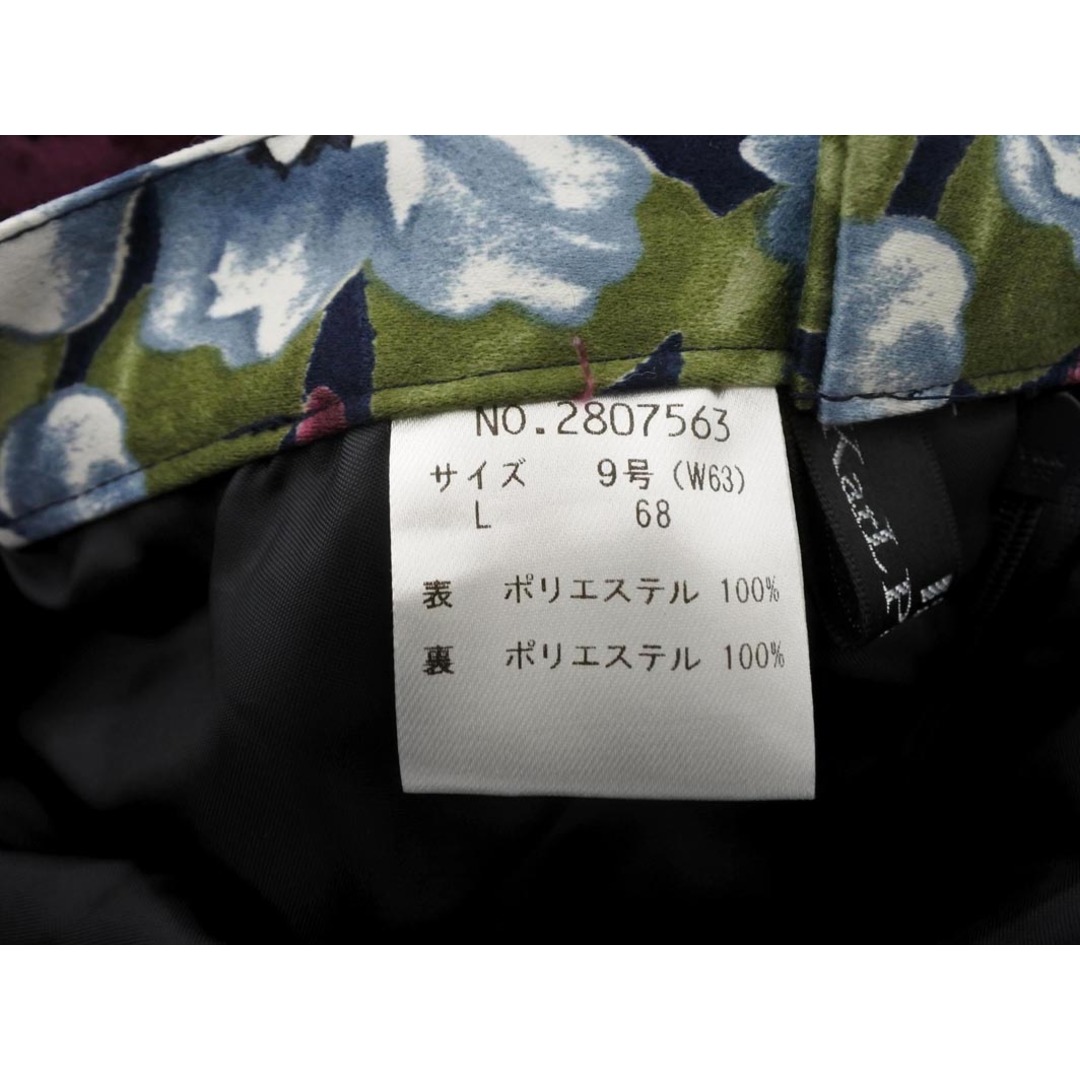 NO.2807563
サイズ 9号(W63)
L 68
表 ポリエステル 100%
裏 ポリエステル 100%
Karl